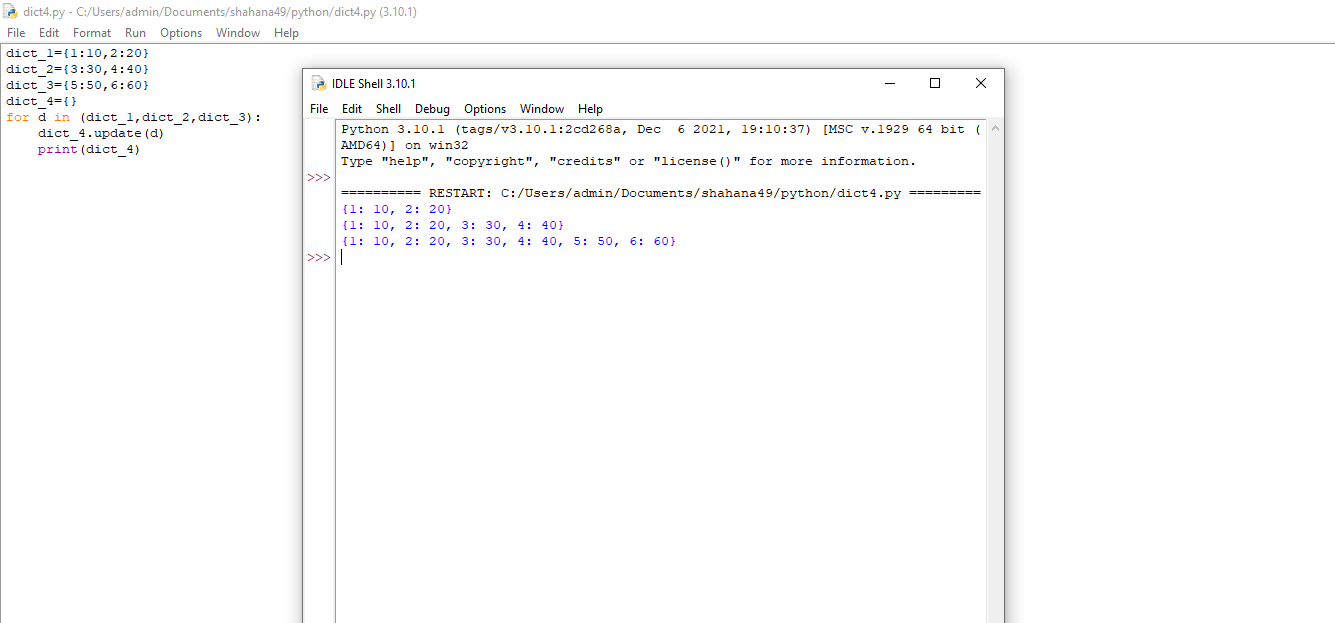 dict4.py - C:/Users/admin/Documents/shahana49/python/dict4.py (3.10.1)
File Edit Format Run Options Window Help
dict_1={1:10,2:20}
dict_2={3:30,4:40}
dict_3={5:50,6:60}
dict_4={}
for d in (dict_1,dict_2,dict_3):
    dict_4.update(d)
    print(dict_4)
IDLE Shell 3.10.1
File Edit Shell Debug Options Window Help
Python 3.10.1 (tags/v3.10.1:2cd268a, Dec  6 2021, 19:10:37) [MSC v.1929 64 bit (
AMD64)] on win32
Type "help", "copyright", "credits" or "license()" for more information.
>>>
========== RESTART: C:/Users/admin/Documents/shahana49/python/dict4.py =========
{1: 10, 2: 20}
{1: 10, 2: 20, 3: 30, 4: 40}
{1: 10, 2: 20, 3: 30, 4: 40, 5: 50, 6: 60}
>>>